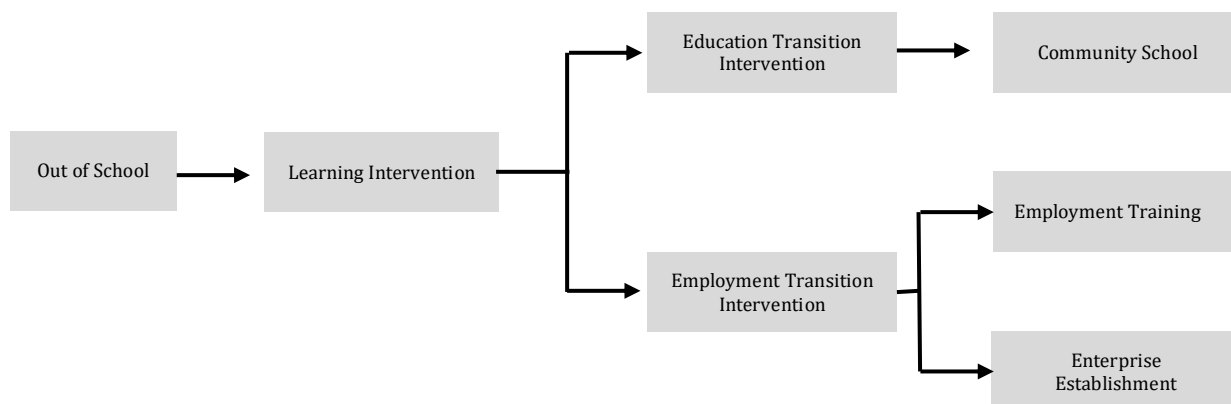 Out of School
Learning Intervention
Education Transition
Intervention
Community School
Employment Transition
Intervention
Employment Training
Enterprise
Establishment